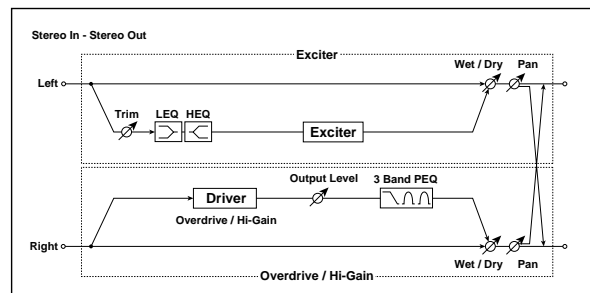 Stereo In - Stereo Out
Exciter
Wet / Dry Pan
Left
Trim LEQ HEQ
Exciter
Output Level 3 Band PEQ
Driver
Overdrive / Hi-Gain
Right
Wet / Dry Pan
Overdrive / Hi-Gain